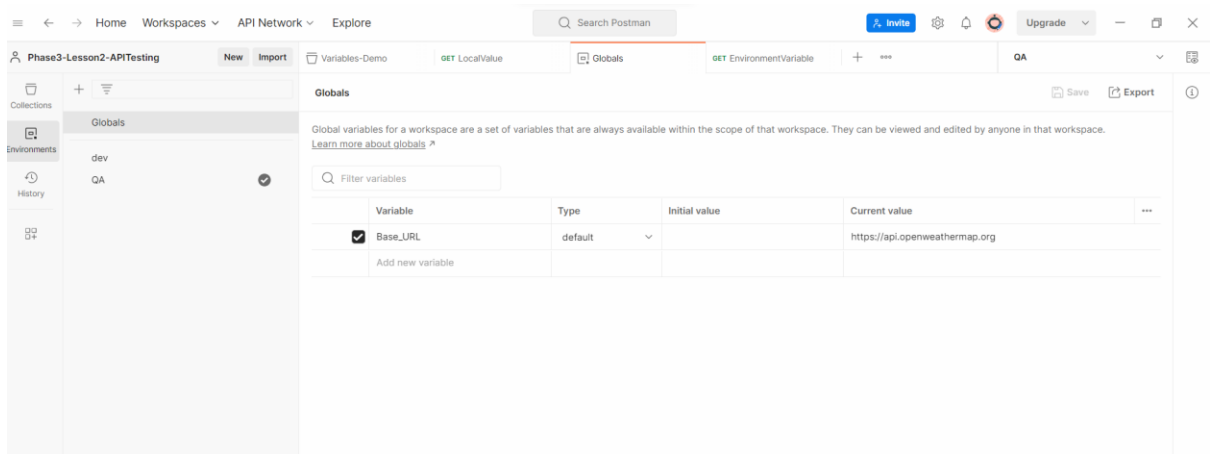 Home Workspaces API Network Explore Search Postman Invite Upgrade
Phase3-Lesson2-APITesting New Import Variables-Demo GET LocalValue Globals GET EnvironmentVariable QA
Collections
Environments
History
Globals
dev
QA
Globals Save Export
Global variables for a workspace are a set of variables that are always available within the scope of that workspace. They can be viewed and edited by anyone in that workspace.
Learn more about globals
Filter variables
Variable Type Initial value Current value
Base_URL default https://api.openweathermap.org
Add new variable